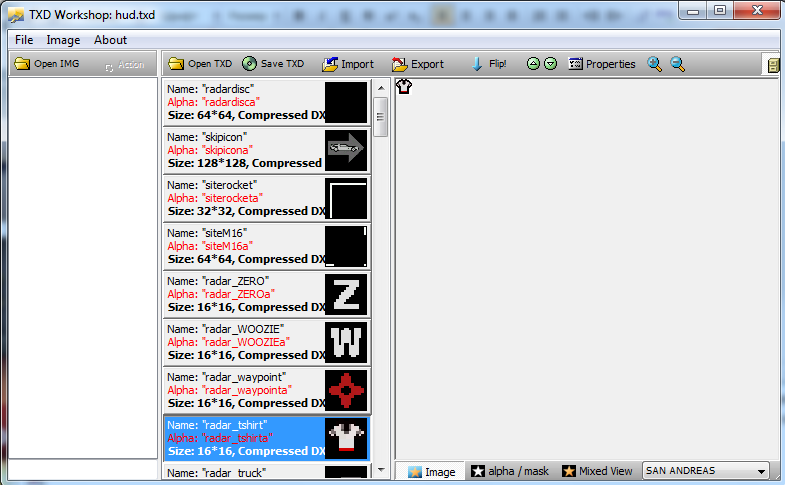 TXD Workshop: hud.txd
File Image About
Open IMG Action Open TXD Save TXD Import Export Flip! Properties
Name: "radardisc"
Alpha: "radardisca"
Size: 64*64, Compressed DX
Name: "skipicon"
Alpha: "skipicona"
Size: 128*128, Compressed
Name: "siterocket"
Alpha: "siterocketa"
Size: 32*32, Compressed DX
Name: "siteM16"
Alpha: "siteM16a"
Size: 64*64, Compressed DX
Name: "radar_ZERO"
Alpha: "radar_ZEROa"
Size: 16*16, Compressed DX
Z
Name: "radar_WOOZIE"
Alpha: "radar_WOOZIEa"
Size: 16*16, Compressed DX
W
Name: "radar_waypoint"
Alpha: "radar_waypointa"
Size: 16*16, Compressed DX
Name: "radar_tshirt"
Alpha: "radar_tshirta"
Size: 16*16, Compressed DX
Name: "radar_truck"
Image alpha / mask Mixed View SAN ANDREAS